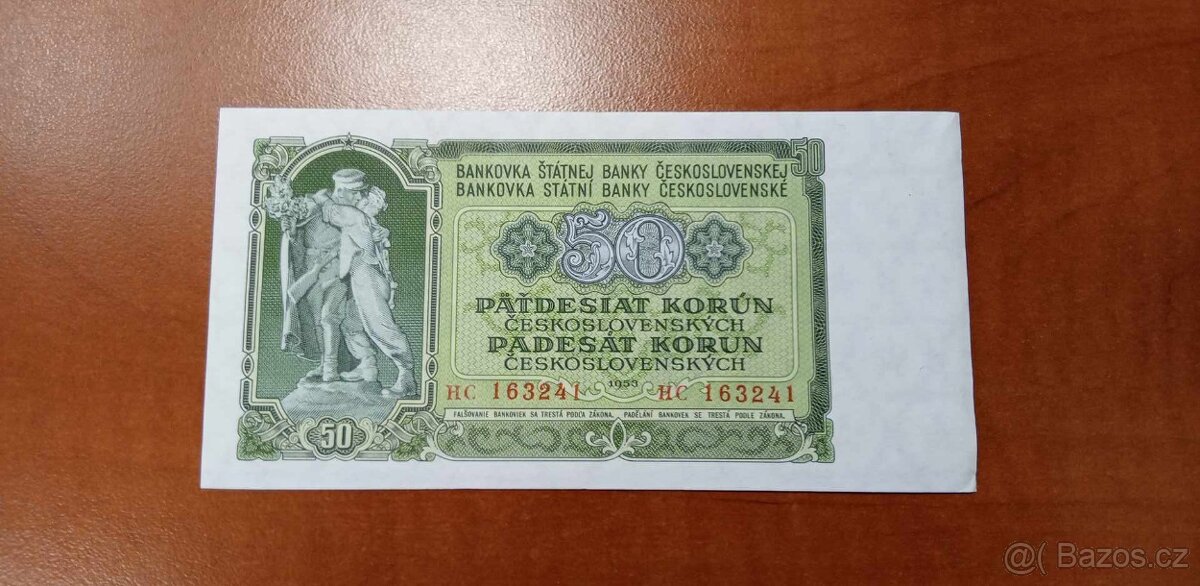 50
BANKOVKA ŠTÁTNEJ BANKY ČESKOSLOVENSKEJ
BANKOVKA STÁTNÍ BANKY ČESKOSLOVENSKÉ
50
PÄŤDESIAT KORÚN
ČESKOSLOVENSKÝCH
PADESÁT KORUN
ČESKOSLOVENSKÝCH
1953
HC 163241 HC 163241
FALŠOVANIE BANKOVIEK SA TRESTÁ PODĽA ZÁKONA. PADĚLÁNÍ BANKOVEK SE TRESTÁ PODLE ZÁKONA.
50
@( Bazos.cz